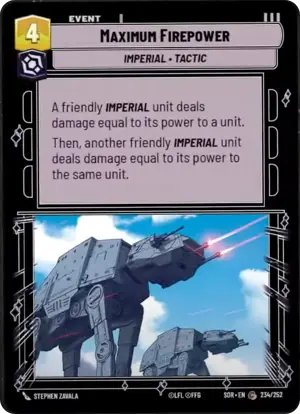 4
EVENT
MAXIMUM FIREPOWER
IMPERIAL • TACTIC
A friendly IMPERIAL unit deals
damage equal to its power to a unit.
Then, another friendly IMPERIAL unit
deals damage equal to its power to
the same unit.
STEPHEN ZAVALA
©LFL ©FFG
SOR • EN
234/252